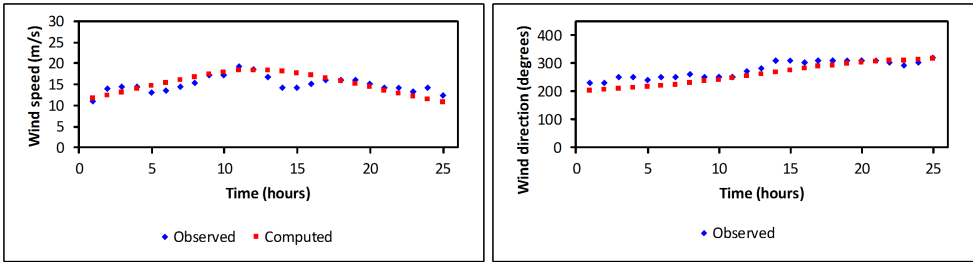 Wind speed (m/s)
30
25
20
15
10
5
0
0 5 10 15 20 25
Time (hours)
Observed Computed
Wind direction (degrees)
400
300
200
100
0
0 5 10 15 20 25
Time (hours)
Observed